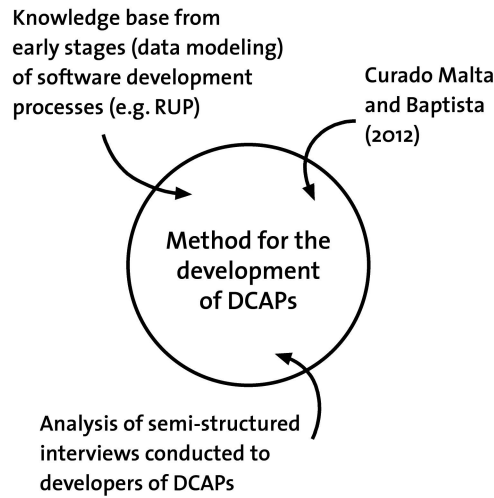 Knowledge base from
early stages (data modeling)
of software development
processes (e.g. RUP)
Curado Malta
and Baptista
(2012)
Method for the
development
of DCAPs
Analysis of semi-structured
interviews conducted to
developers of DCAPs